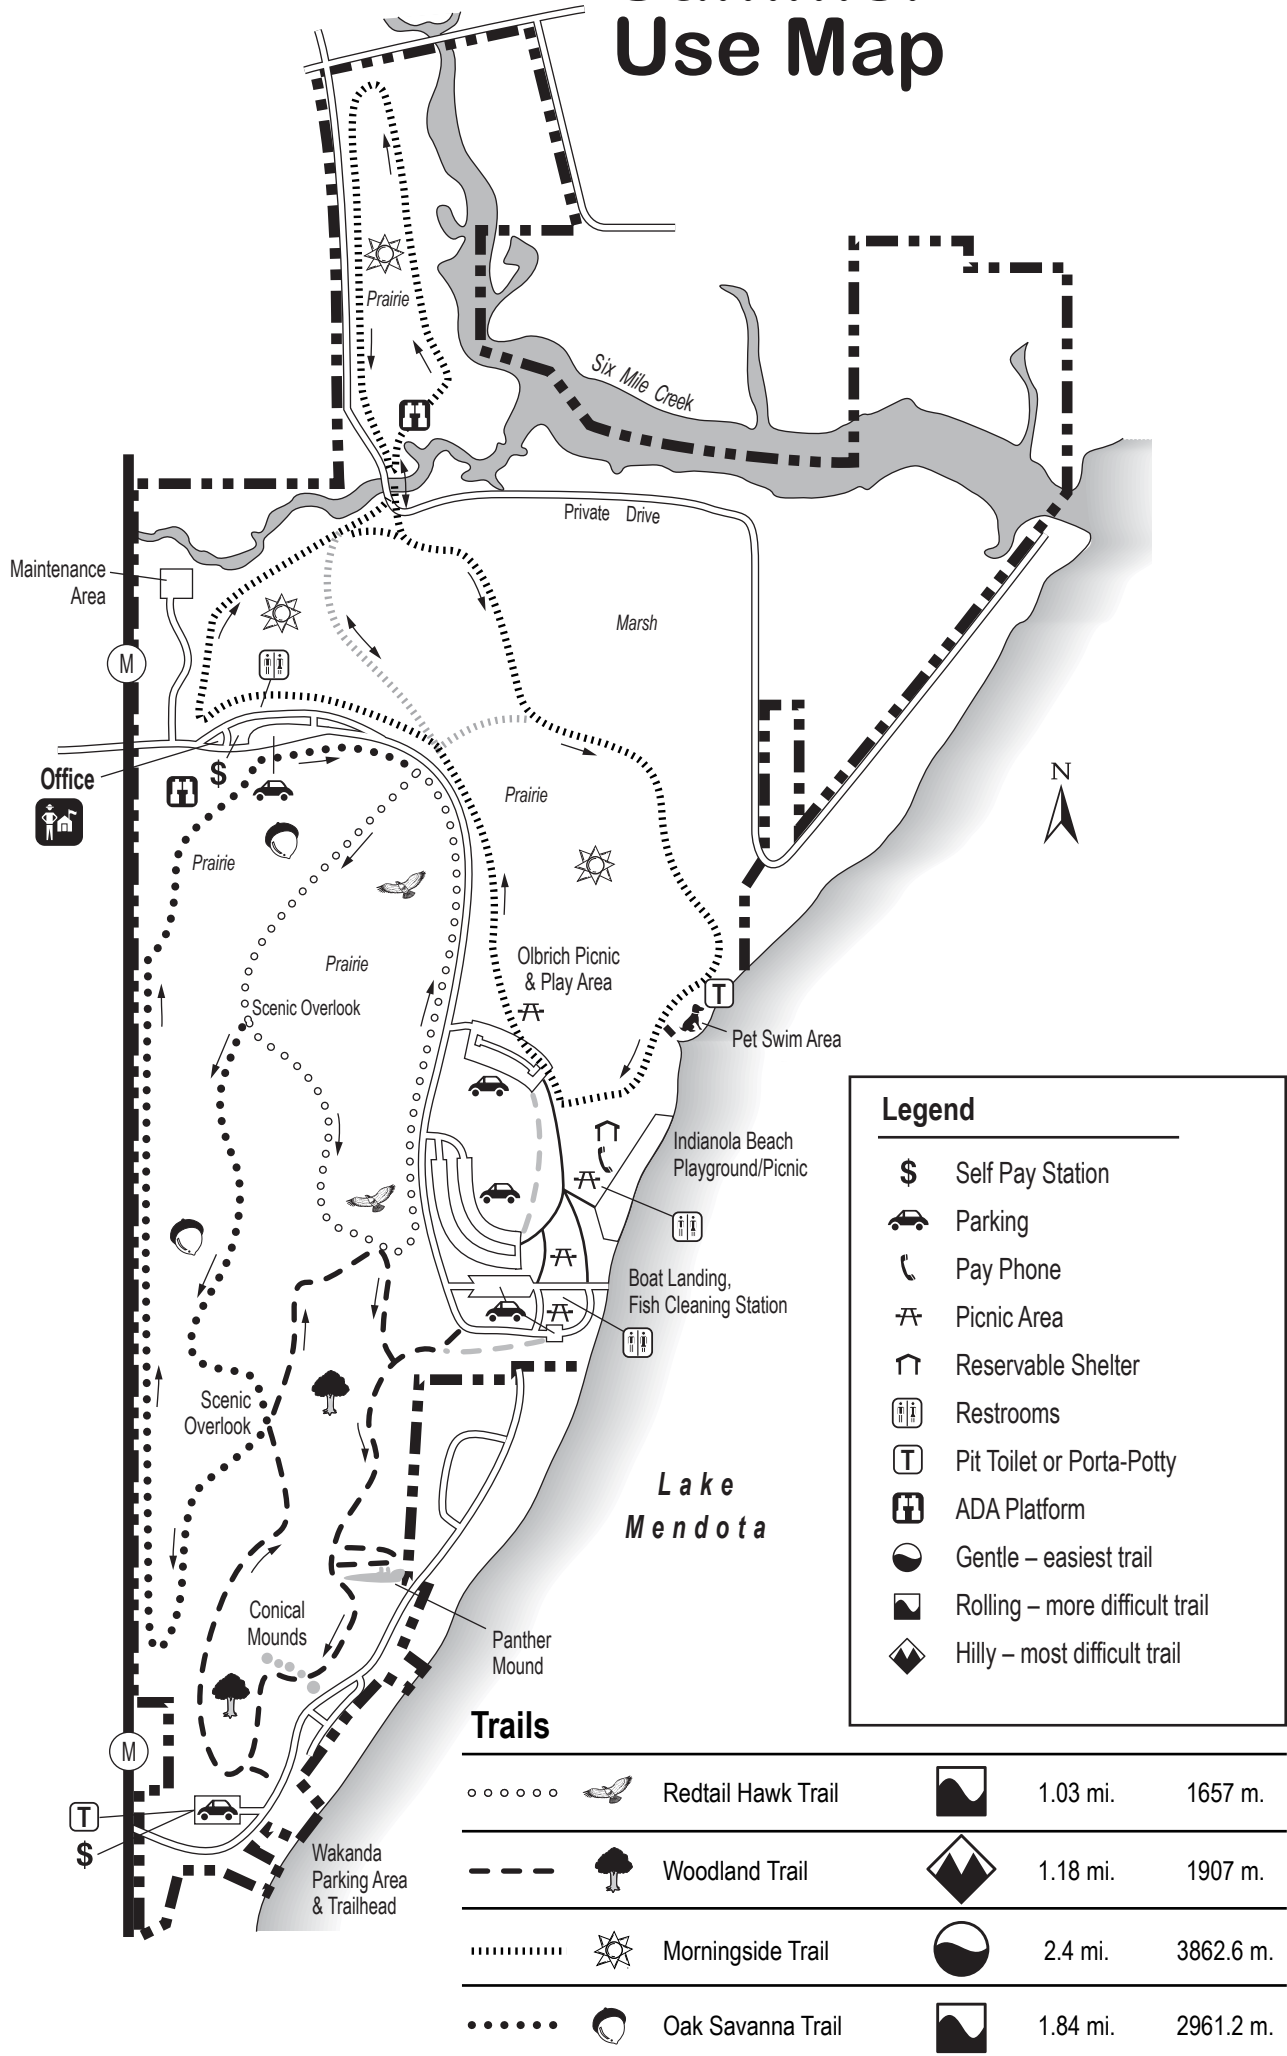 Use Map
Prairie
Six Mile Creek
Private Drive
Maintenance
Area
Marsh
M
N
$
Office
Prairie
Prairie
Olbrich Picnic
& Play Area
Prairie
Scenic Overlook
T
Pet Swim Area
Indianola Beach
Playground/Picnic
Boat Landing,
Fish Cleaning Station
Scenic
Overlook
Lake
Mendota
Conical
Mounds
Panther
Mound
M
T
$
Wakanda
Parking Area
& Trailhead
Legend
$ Self Pay Station
Parking
Pay Phone
Picnic Area
Reservable Shelter
Restrooms
T Pit Toilet or Porta-Potty
ADA Platform
Gentle – easiest trail
Rolling – more difficult trail
Hilly – most difficult trail
Trails
Redtail Hawk Trail 1.03 mi. 1657 m.
Woodland Trail 1.18 mi. 1907 m.
Morningside Trail 2.4 mi. 3862.6 m.
Oak Savanna Trail 1.84 mi. 2961.2 m.